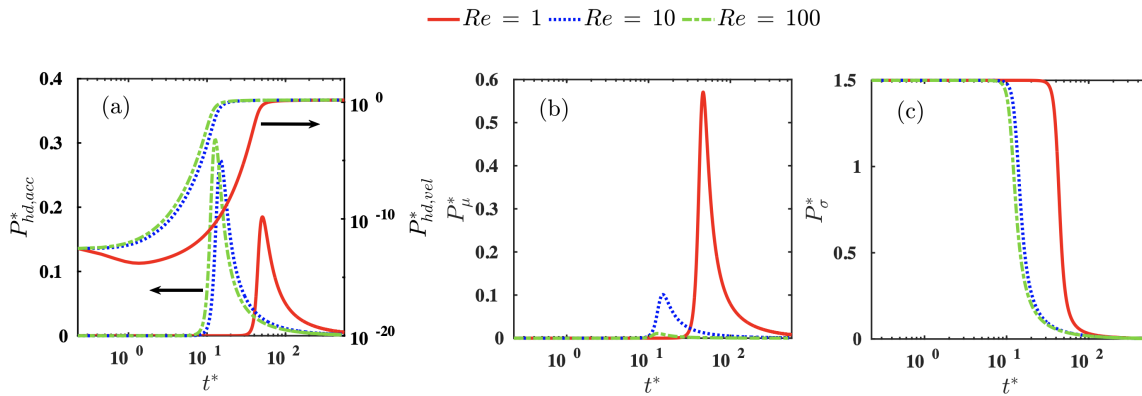 Re = 1 Re = 10 Re = 100
(a)
0.4
0.3
0.2
0.1
0
P*hd,acc
10^0
10^-10
10^-20
P*hd,vel
10^0 10^1 10^2
t*
(b)
0.6
0.5
0.4
0.3
0.2
0.1
0
P*μ
10^0 10^1 10^2
t*
(c)
1.5
1
0.5
0
P*σ
10^0 10^1 10^2
t*